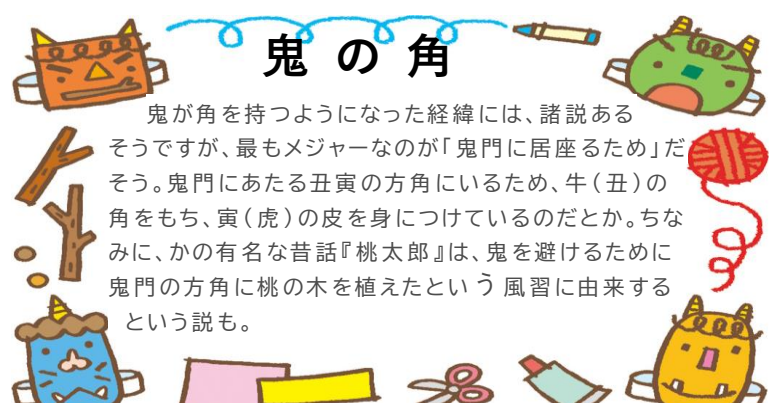 鬼の角
鬼が角を持つようになった経緯には、諸説ある
そうですが、最もメジャーなのが「鬼門に居座るため」だ
そう。鬼門にあたる丑寅の方角にいるため、牛(丑)の
角をもち、寅(虎)の皮を身につけているのだとか。ちな
みに、かの有名な昔話『桃太郎』は、鬼を避けるために
鬼門の方角に桃の木を植えたという風習に由来する
という説も。